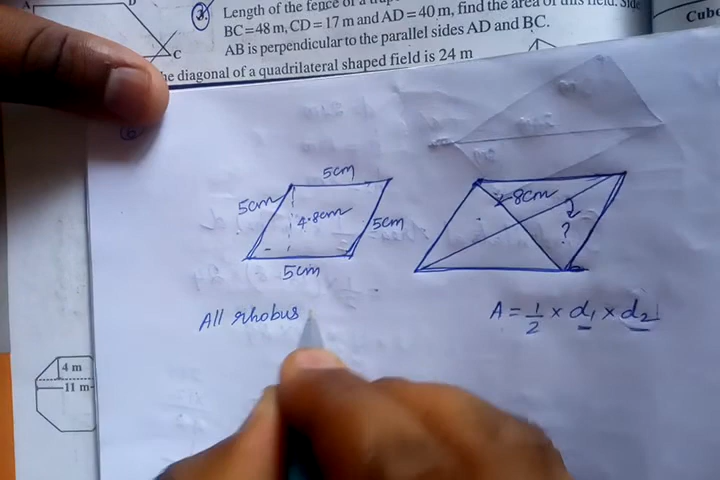 A
D
C
3.
Length of the fence of a
this field. Side
BC = 48 m, CD = 17 m and AD = 40 m, find the area of
AB is perpendicular to the parallel sides AD and BC.
he diagonal of a quadrilateral shaped field is 24 m
Cubo
5cm
5cm
4.8cm
5cm
5cm
8cm
?
All rhobus
A = 1/2 × d1 × d2
4 m
11 m